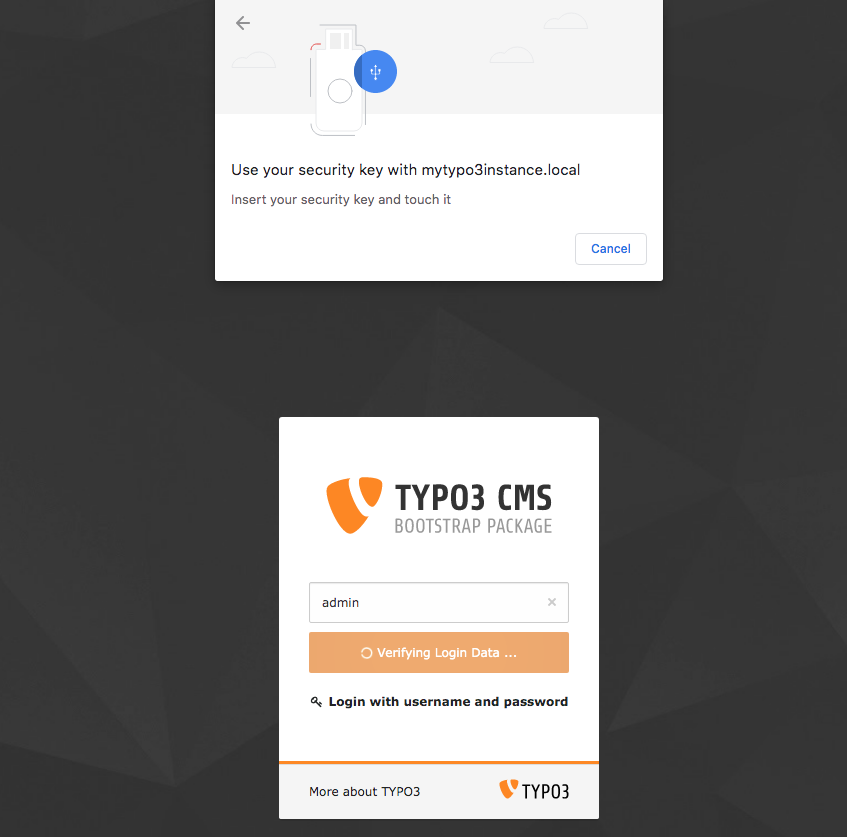 Use your security key with mytypo3instance.local
Insert your security key and touch it
Cancel
TYPO3 CMS
BOOTSTRAP PACKAGE
admin
Verifying Login Data ...
Login with username and password
More about TYPO3
TYPO3